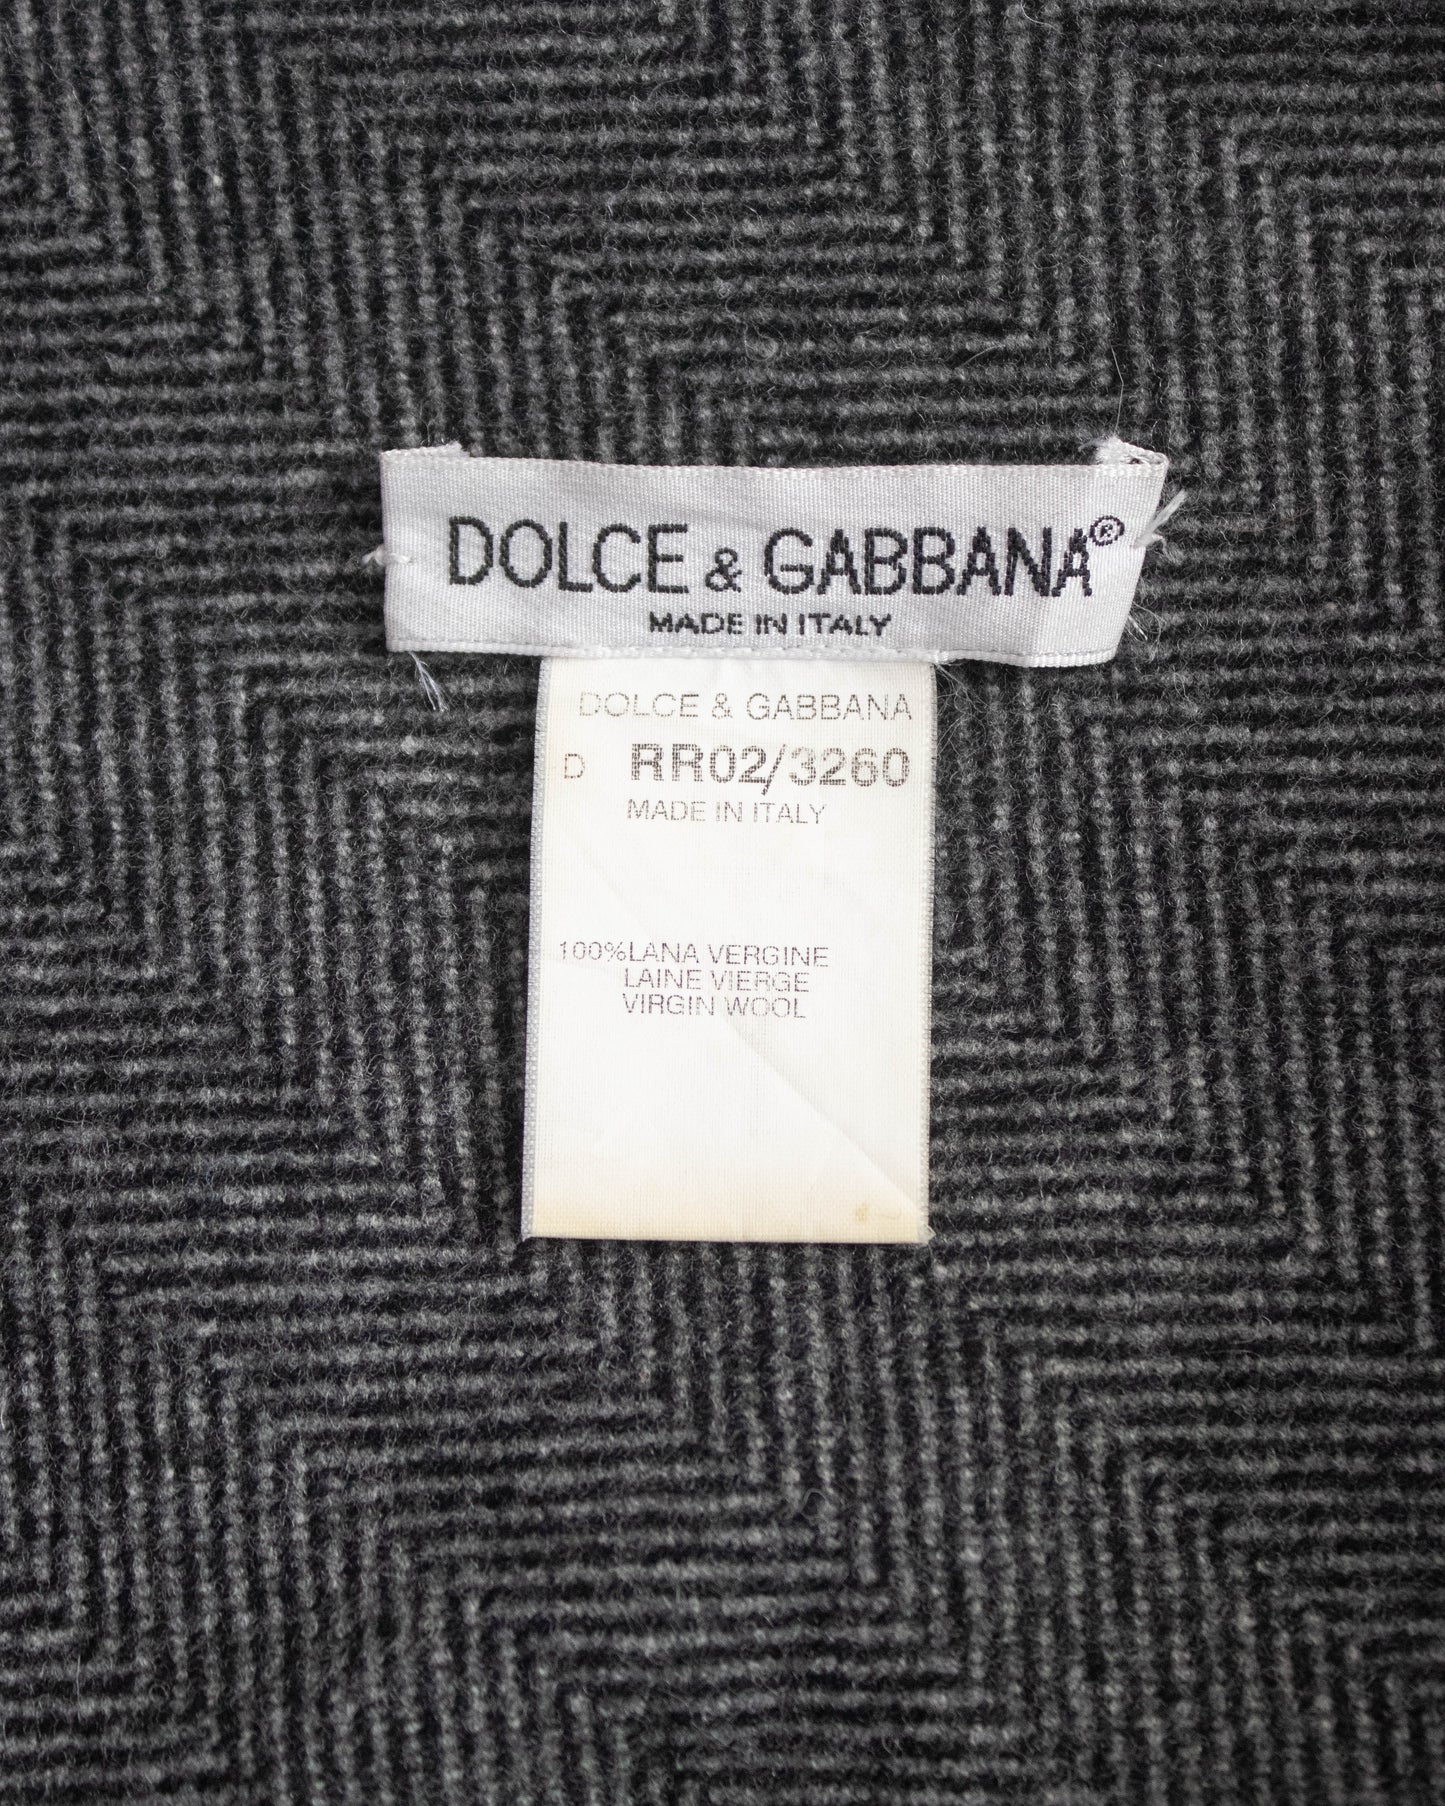 DOLCE & GABBANA®
MADE IN ITALY
DOLCE & GABBANA
D RR02/3260
MADE IN ITALY
100%LANA VERGINE
LAINE VIERGE
VIRGIN WOOL